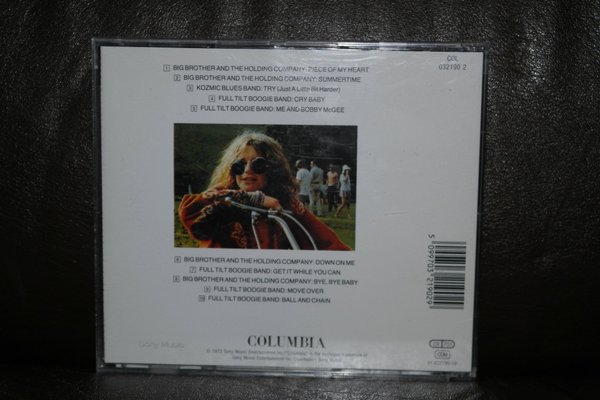 COL
032190 2
1 BIG BROTHER AND THE HOLDING COMPANY: PIECE OF MY HEART
2 BIG BROTHER AND THE HOLDING COMPANY: SUMMERTIME
3 KOZMIC BLUES BAND: TRY (Just A Little Bit Harder)
4 FULL TILT BOOGIE BAND: CRY BABY
5 FULL TILT BOOGIE BAND: ME AND BOBBY McGEE
6 BIG BROTHER AND THE HOLDING COMPANY: DOWN ON ME
7 FULL TILT BOOGIE BAND: GET IT WHILE YOU CAN
8 BIG BROTHER AND THE HOLDING COMPANY: BYE, BYE BABY
9 FULL TILT BOOGIE BAND: MOVE OVER
10 FULL TILT BOOGIE BAND: BALL AND CHAIN
5 099703 219029
Sony Music
COLUMBIA